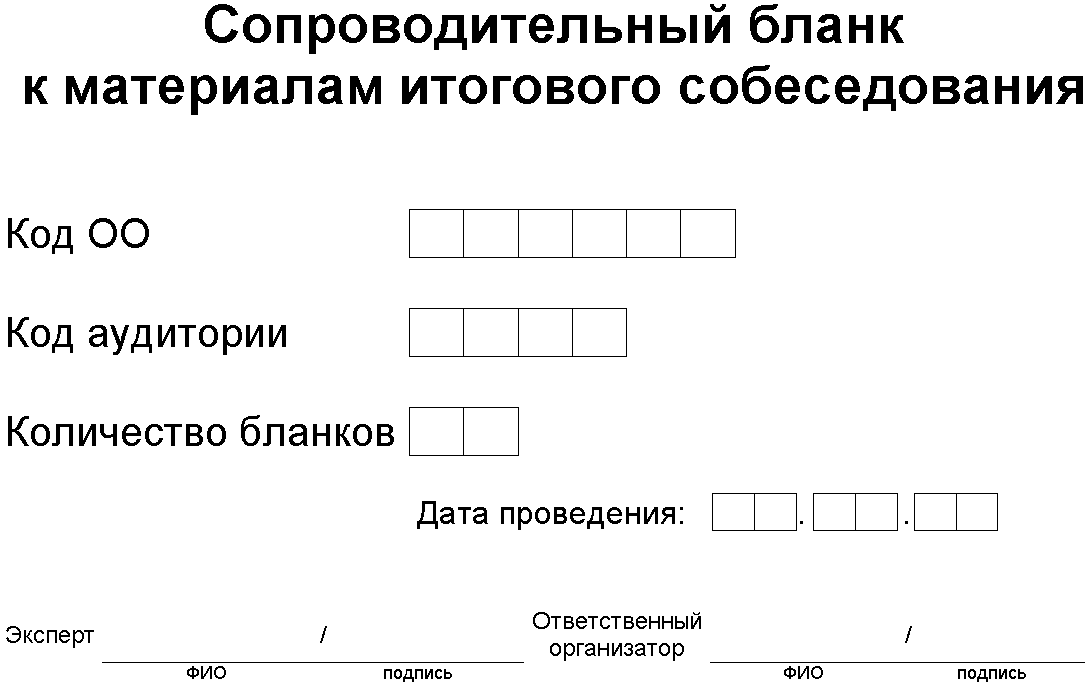 Сопроводительный бланк
к материалам итогового собеседования
Код ОО
Код аудитории
Количество бланков
Дата проведения: . .
Эксперт / Ответственный организатор /
ФИО подпись ФИО подпись